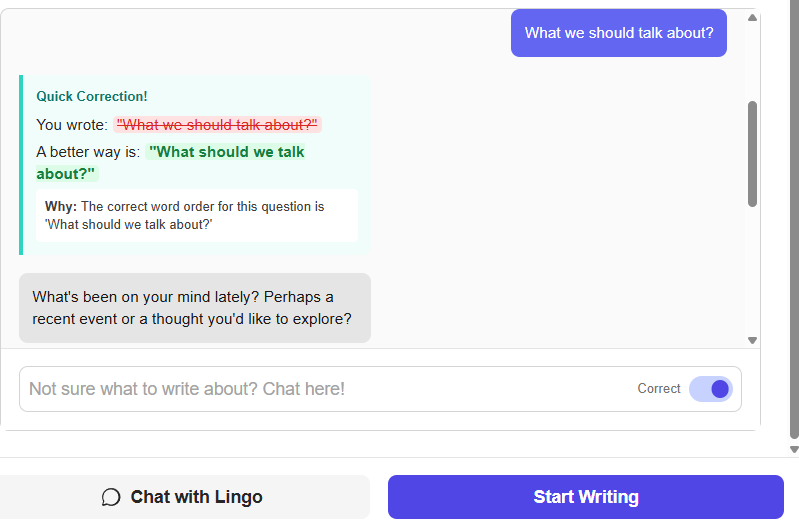 What we should talk about?
Quick Correction!
You wrote: "What we should talk about?"
A better way is: "What should we talk
about?"
Why: The correct word order for this question is
'What should we talk about?'
What's been on your mind lately? Perhaps a
recent event or a thought you'd like to explore?
Not sure what to write about? Chat here!
Correct
Chat with Lingo
Start Writing